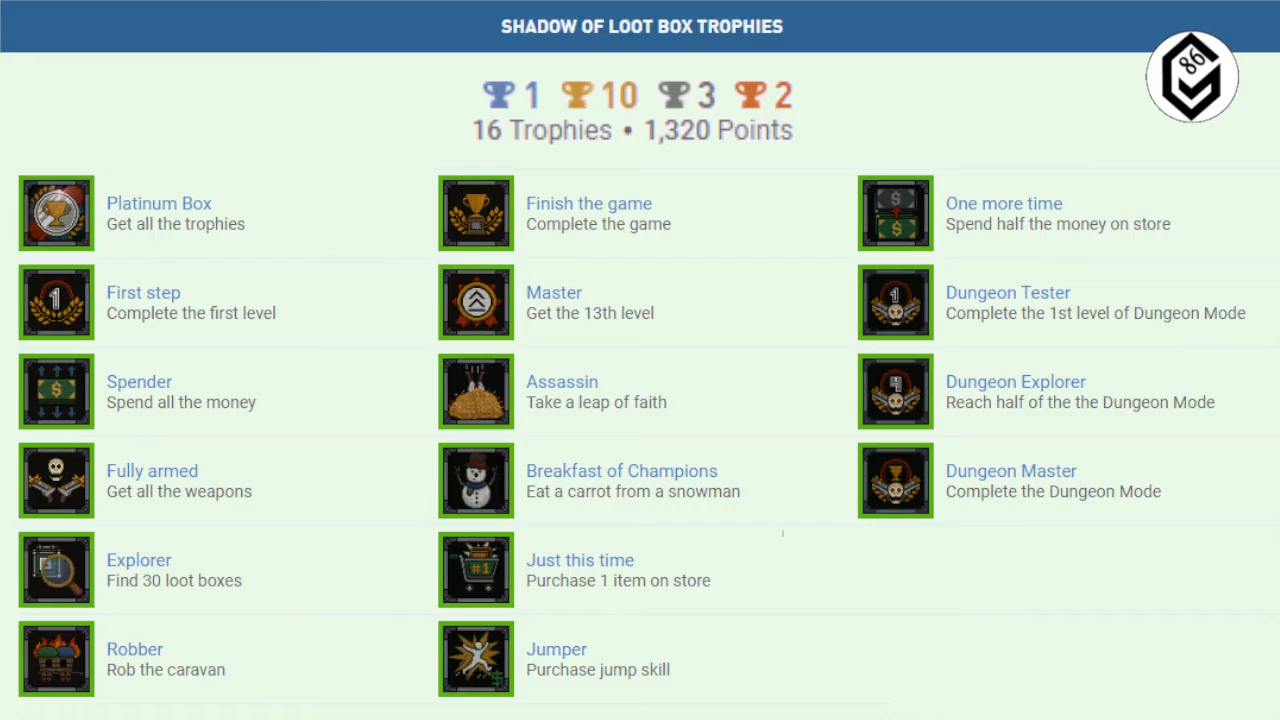 SHADOW OF LOOT BOX TROPHIES
86
1 10 3 2
16 Trophies • 1,320 Points
Platinum Box
Get all the trophies
First step
Complete the first level
Spender
Spend all the money
Fully armed
Get all the weapons
Explorer
Find 30 loot boxes
Robber
Rob the caravan
Finish the game
Complete the game
Master
Get the 13th level
Assassin
Take a leap of faith
Breakfast of Champions
Eat a carrot from a snowman
Just this time
#1
Purchase 1 item on store
Jumper
Purchase jump skill
One more time
Spend half the money on store
Dungeon Tester
Complete the 1st level of Dungeon Mode
Dungeon Explorer
Reach half of the the Dungeon Mode
Dungeon Master
Complete the Dungeon Mode